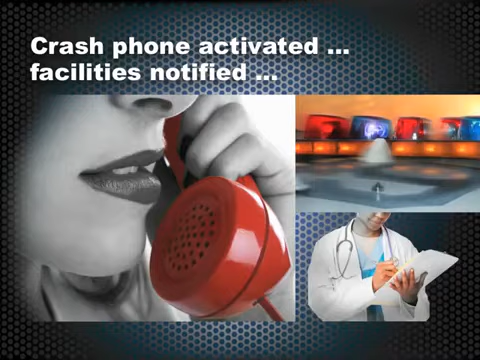 Crash phone activated ...
facilities notified ...